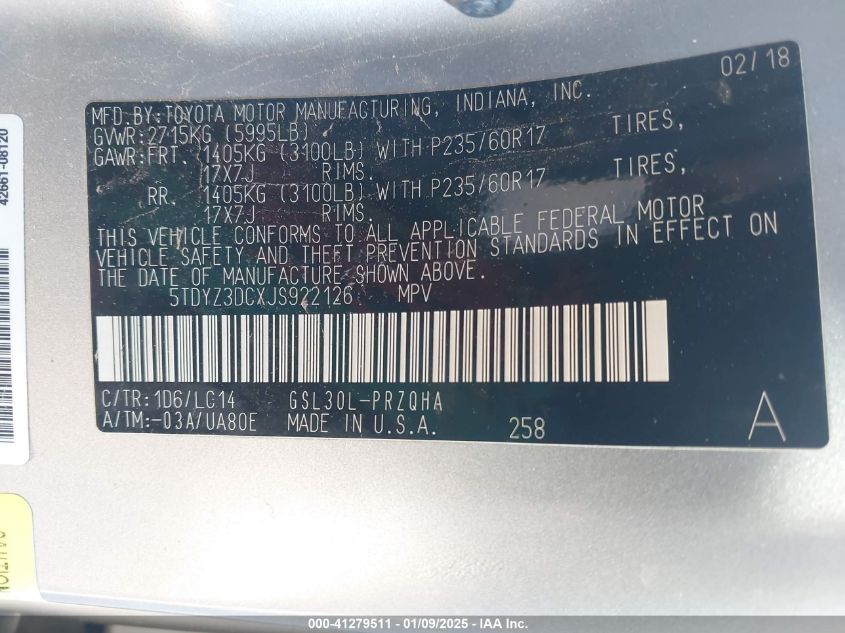 02/18
MFD.BY:TOYOTA MOTOR MANUFACTURING, INDIANA, INC.
GVWR:2715KG (5995LB)
GAWR:FRT. 1405KG (3100LB) WITH P235/60R17 TIRES,
17X7J RIMS.
RR. 1405KG (3100LB) WITH P235/60R17 TIRES,
17X7J RIMS.
THIS VEHICLE CONFORMS TO ALL APPLICABLE FEDERAL MOTOR
VEHICLE SAFETY AND THEFT PREVENTION STANDARDS IN EFFECT ON
THE DATE OF MANUFACTURE SHOWN ABOVE.
5TDYZ3DCXJS922126 MPV
C/TR:1D6/LC14 GSL30L-PRZQHA
A/TM:-03A/UA80E MADE IN U.S.A. 258 A
42661-08120
000-41279511 - 01/09/2025 - IAA Inc.